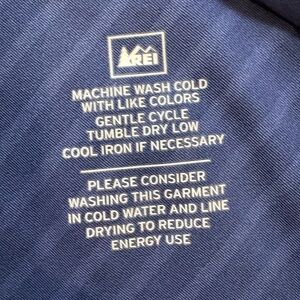 REI
MACHINE WASH COLD
WITH LIKE COLORS
GENTLE CYCLE
TUMBLE DRY LOW
COOL IRON IF NECESSARY
PLEASE CONSIDER
WASHING THIS GARMENT
IN COLD WATER AND LINE
DRYING TO REDUCE
ENERGY USE